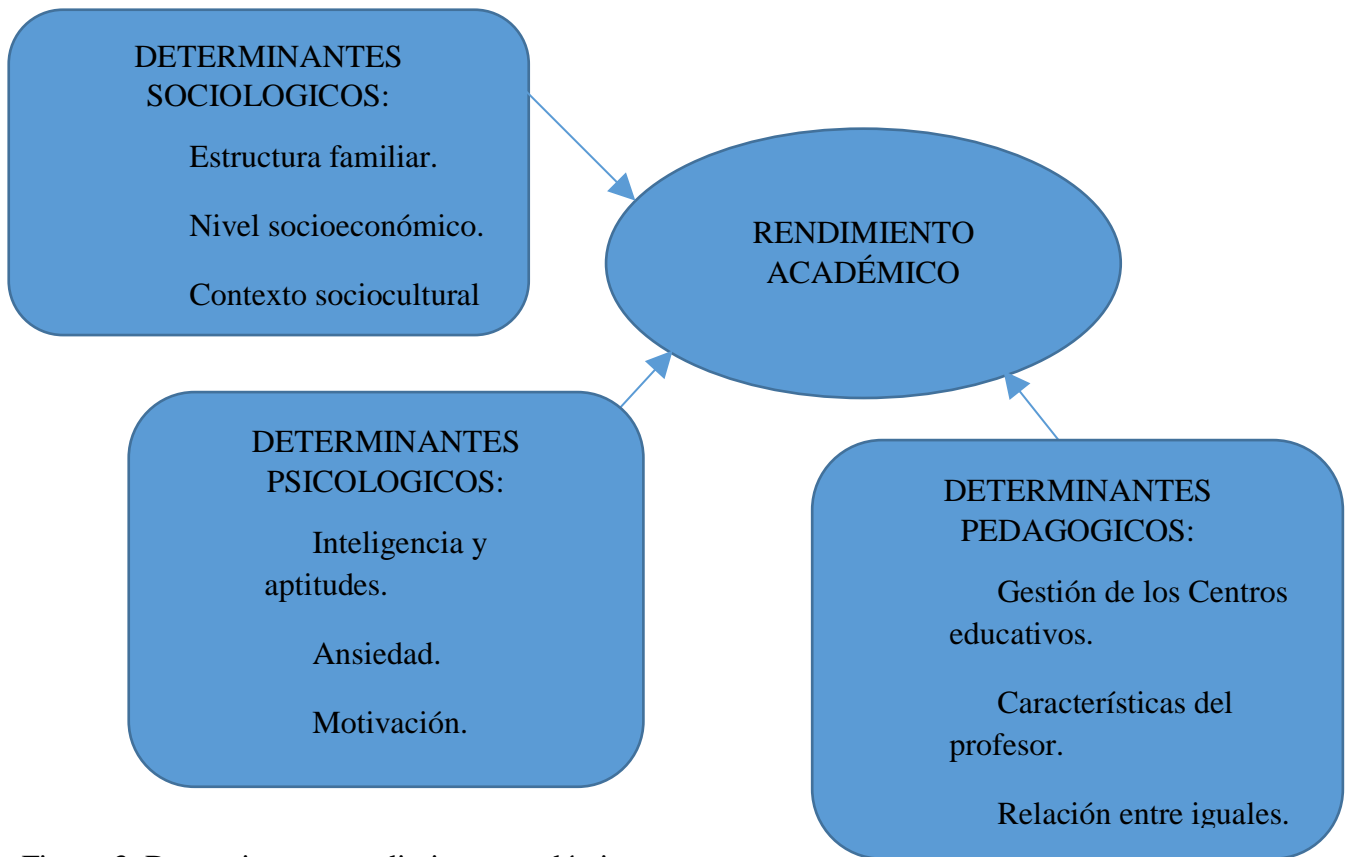 DETERMINANTES
SOCIOLOGICOS:
Estructura familiar.
Nivel socioeconómico.
Contexto sociocultural
RENDIMIENTO
ACADÉMICO
DETERMINANTES
PSICOLOGICOS:
Inteligencia y
aptitudes.
Ansiedad.
Motivación.
DETERMINANTES
PEDAGOGICOS:
Gestión de los Centros
educativos.
Características del
profesor.
Relación entre iguales.